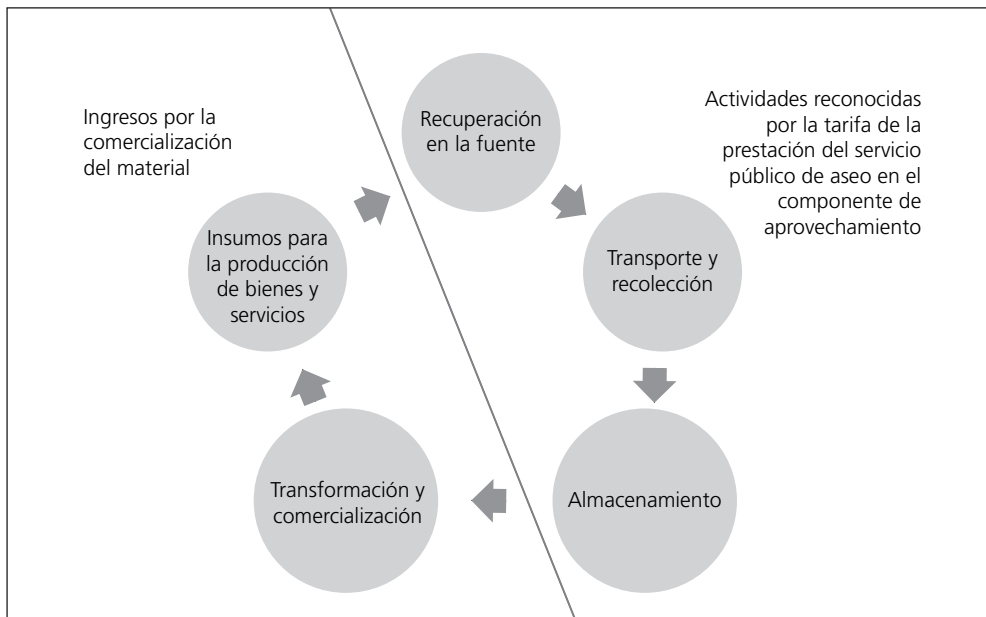 Ingresos por la
comercialización
del material
Recuperación
en la fuente
Actividades reconocidas
por la tarifa de la
prestación del servicio
público de aseo en el
componente de
aprovechamiento
Transporte y
recolección
Almacenamiento
Transformación y
comercialización
Insumos para
la producción
de bienes y
servicios